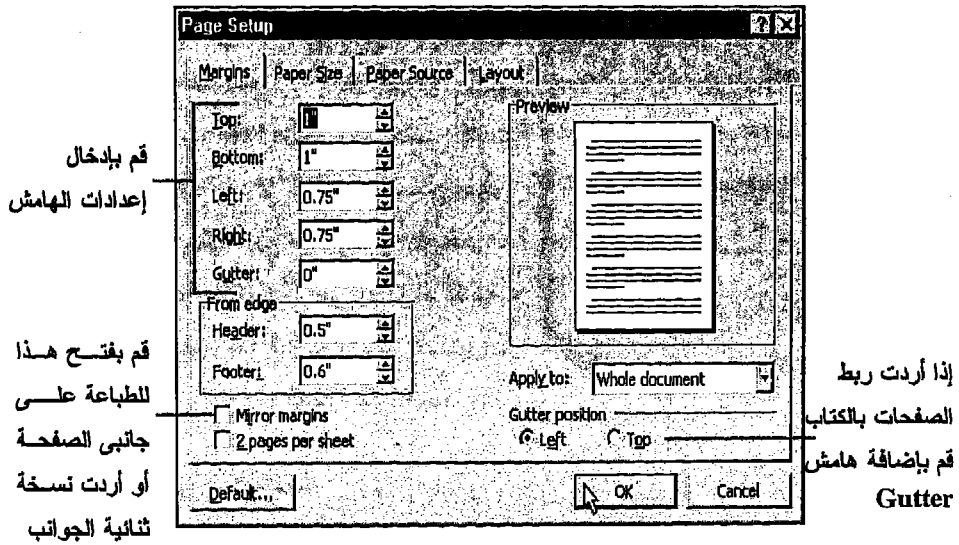 Page Setup
Margins Paper Size Paper Source Layout
Top: 1"
Bottom: 1"
Left: 0.75"
Right: 0.75"
Gutter: 0"
From edge
Header: 0.5"
Footer: 0.6"
Mirror margins
2 pages per sheet
Preview
Apply to: Whole document
Gutter position
Left Top
Default...
OK Cancel
قم بإدخال
إعدادات الهامش
قم بفتح هذا
للطباعة على
جانبى الصفحة
أو أردت نسخة
ثنائية الجوانب
إذا أردت ربط
الصفحات بالكتاب
قم بإضافة هامش
Gutter